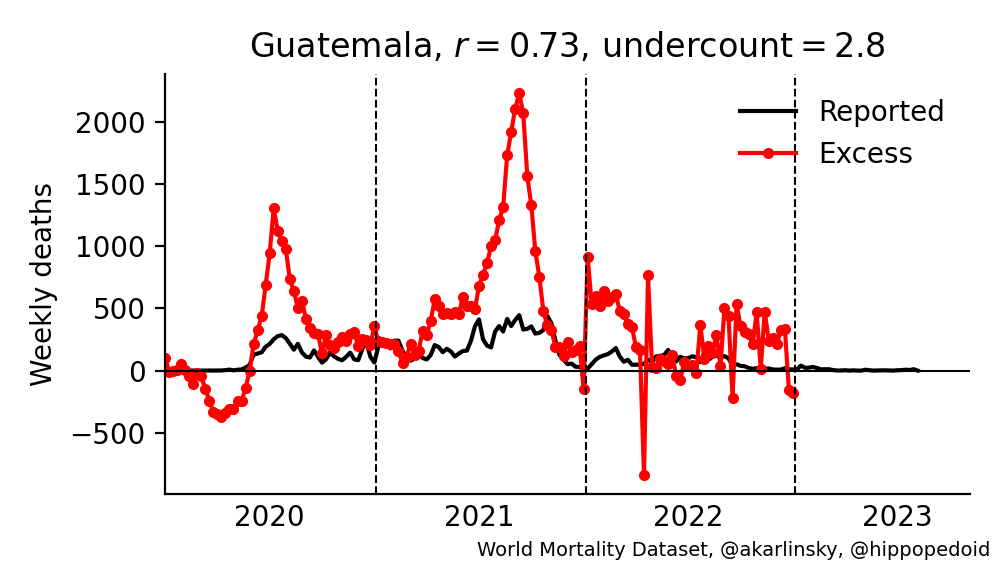 Guatemala, r = 0.73, undercount = 2.8
Reported
Excess
Weekly deaths
2000
1500
1000
500
0
−500
2020 2021 2022 2023
World Mortality Dataset, @akarlinsky, @hippopedoid